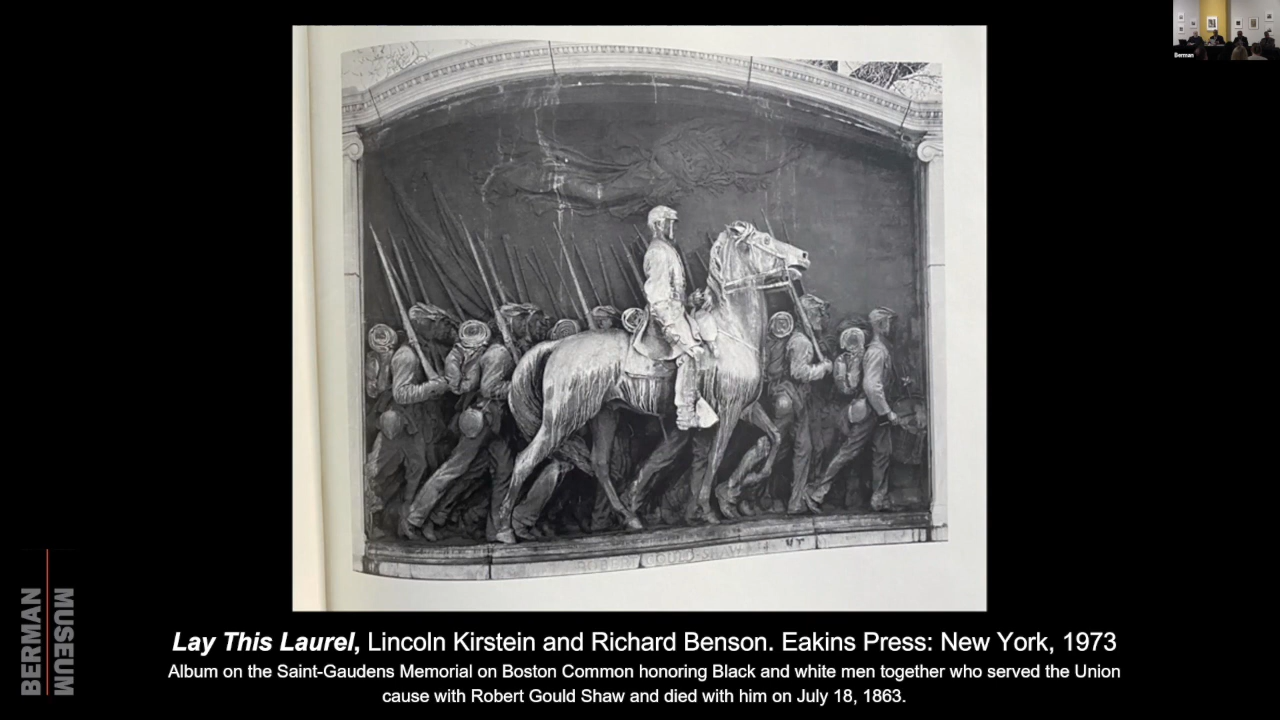 Berman
***Lay This Laurel*,** Lincoln Kirstein and Richard Benson. Eakins Press: New York, 1973
Album on the Saint-Gaudens Memorial on Boston Common honoring Black and white men together who served the Union
cause with Robert Gould Shaw and died with him on July 18, 1863.
BERMAN
MUSEUM